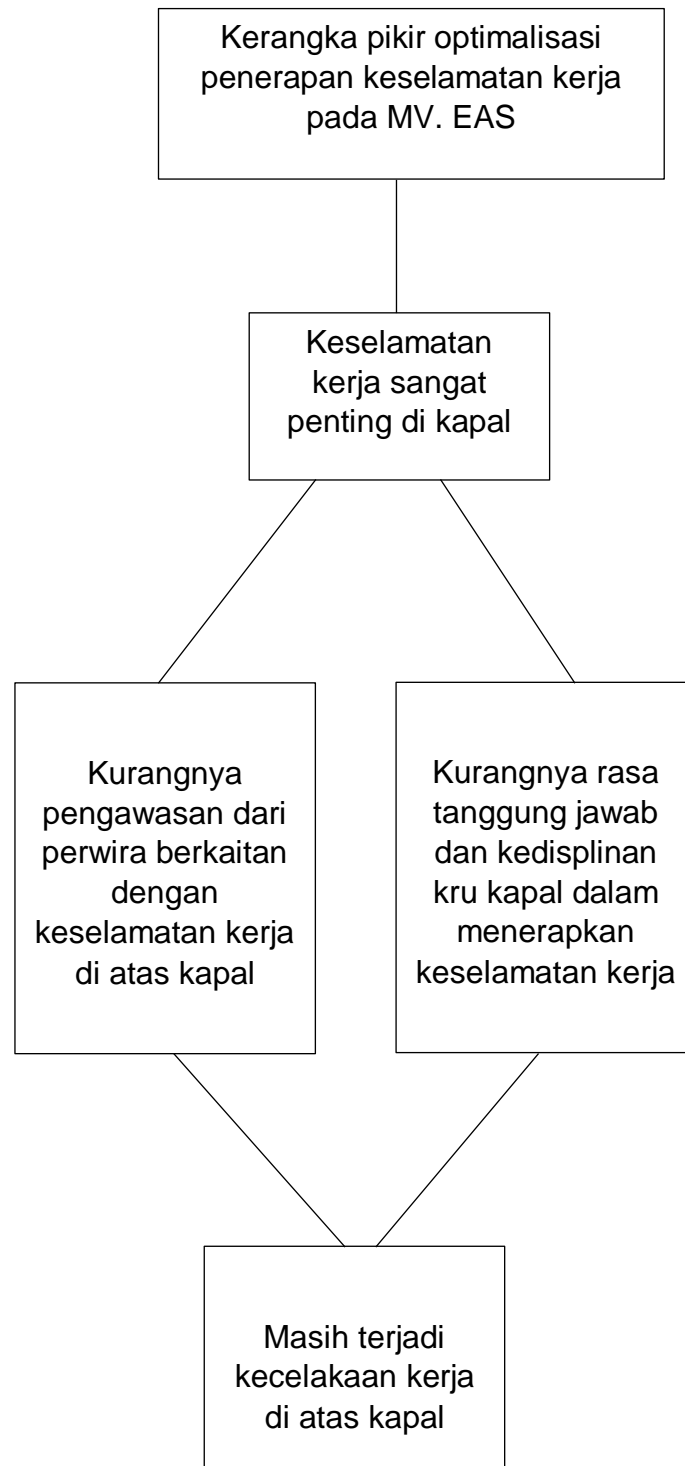 Kerangka pikir optimalisasi
penerapan keselamatan kerja
pada MV. EAS
Keselamatan
kerja sangat
penting di kapal
Kurangnya
pengawasan dari
perwira berkaitan
dengan
keselamatan kerja
di atas kapal
Kurangnya rasa
tanggung jawab
dan kedisplinan
kru kapal dalam
menerapkan
keselamatan kerja
Masih terjadi
kecelakaan kerja
di atas kapal